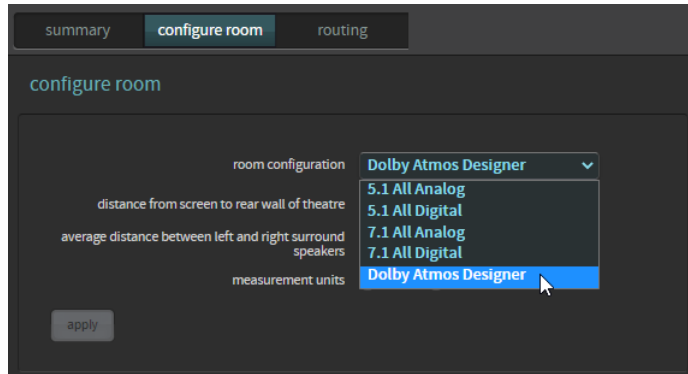 summary configure room routing
configure room
room configuration Dolby Atmos Designer
5.1 All Analog
distance from screen to rear wall of theatre 5.1 All Digital
7.1 All Analog
average distance between left and right surround
speakers 7.1 All Digital
measurement units Dolby Atmos Designer
apply